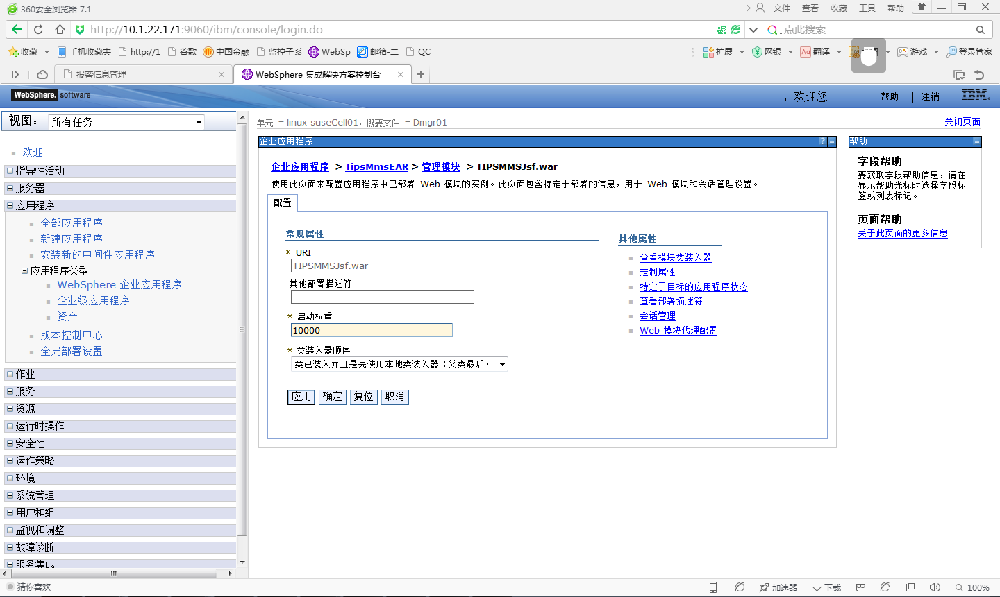 360安全浏览器 7.1
文件 查看 收藏 工具 帮助
http://10.1.22.171:9060/ibm/console/login.do
点此搜索
收藏 手机收藏夹 http://1 谷歌 中国金融 监控子系 WebSp 邮箱-二 QC
扩展 网银 Aa 翻译 游戏 登录管家
报警信息管理
WebSphere 集成解决方案控制台
WebSphere. software
，欢迎您 帮助 注销 IBM.
视图： 所有任务
欢迎
指导性活动
服务器
应用程序
全部应用程序
新建应用程序
安装新的中间件应用程序
应用程序类型
WebSphere 企业应用程序
企业级应用程序
资产
版本控制中心
全局部署设置
作业
服务
资源
运行时操作
安全性
运作策略
环境
系统管理
用户和组
监视和调整
故障诊断
服务集成
单元 = linux-suseCell01，概要文件 = Dmgr01
关闭页面
企业应用程序
?
企业应用程序 > TipsMmsEAR > 管理模块 > TIPSMMSJsf.war
使用此页面来配置应用程序中已部署 Web 模块的实例。此页面包含特定于部署的信息，用于 Web 模块和会话管理设置。
配置
常规属性
* URI
TIPSMMSJsf.war
其他部署描述符
* 启动权重
10000
* 类装入器顺序
类已装入并且是先使用本地类装入器（父类最后）
应用 确定 复位 取消
其他属性
查看模块类装入器
定制属性
特定于目标的应用程序状态
查看部署描述符
会话管理
Web 模块代理配置
帮助
字段帮助
要获取字段帮助信息，请在
显示帮助光标时选择字段标
签或列表标记。
页面帮助
关于此页面的更多信息
猜你喜欢
加速器 下载 100%